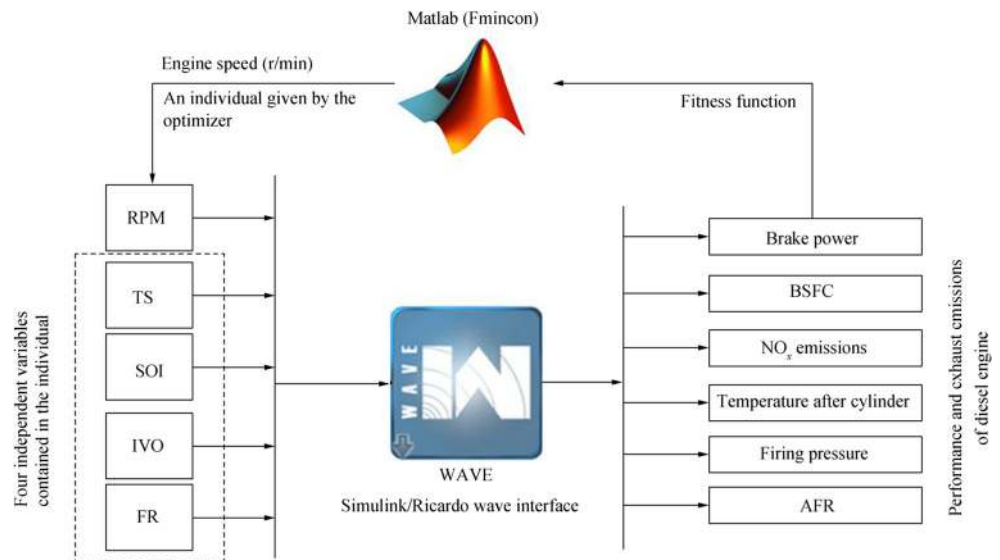 Matlab (Fmincon)
Engine speed (r/min)
An individual given by the
optimizer
Fitness function
RPM
TS
SOI
IVO
FR
Four independent variables
contained in the individual
WAVE
W
WAVE
Simulink/Ricardo wave interface
Brake power
BSFC
NOx emissions
Temperature after cylinder
Firing pressure
AFR
Performance and exhaust emissions
of diesel engine